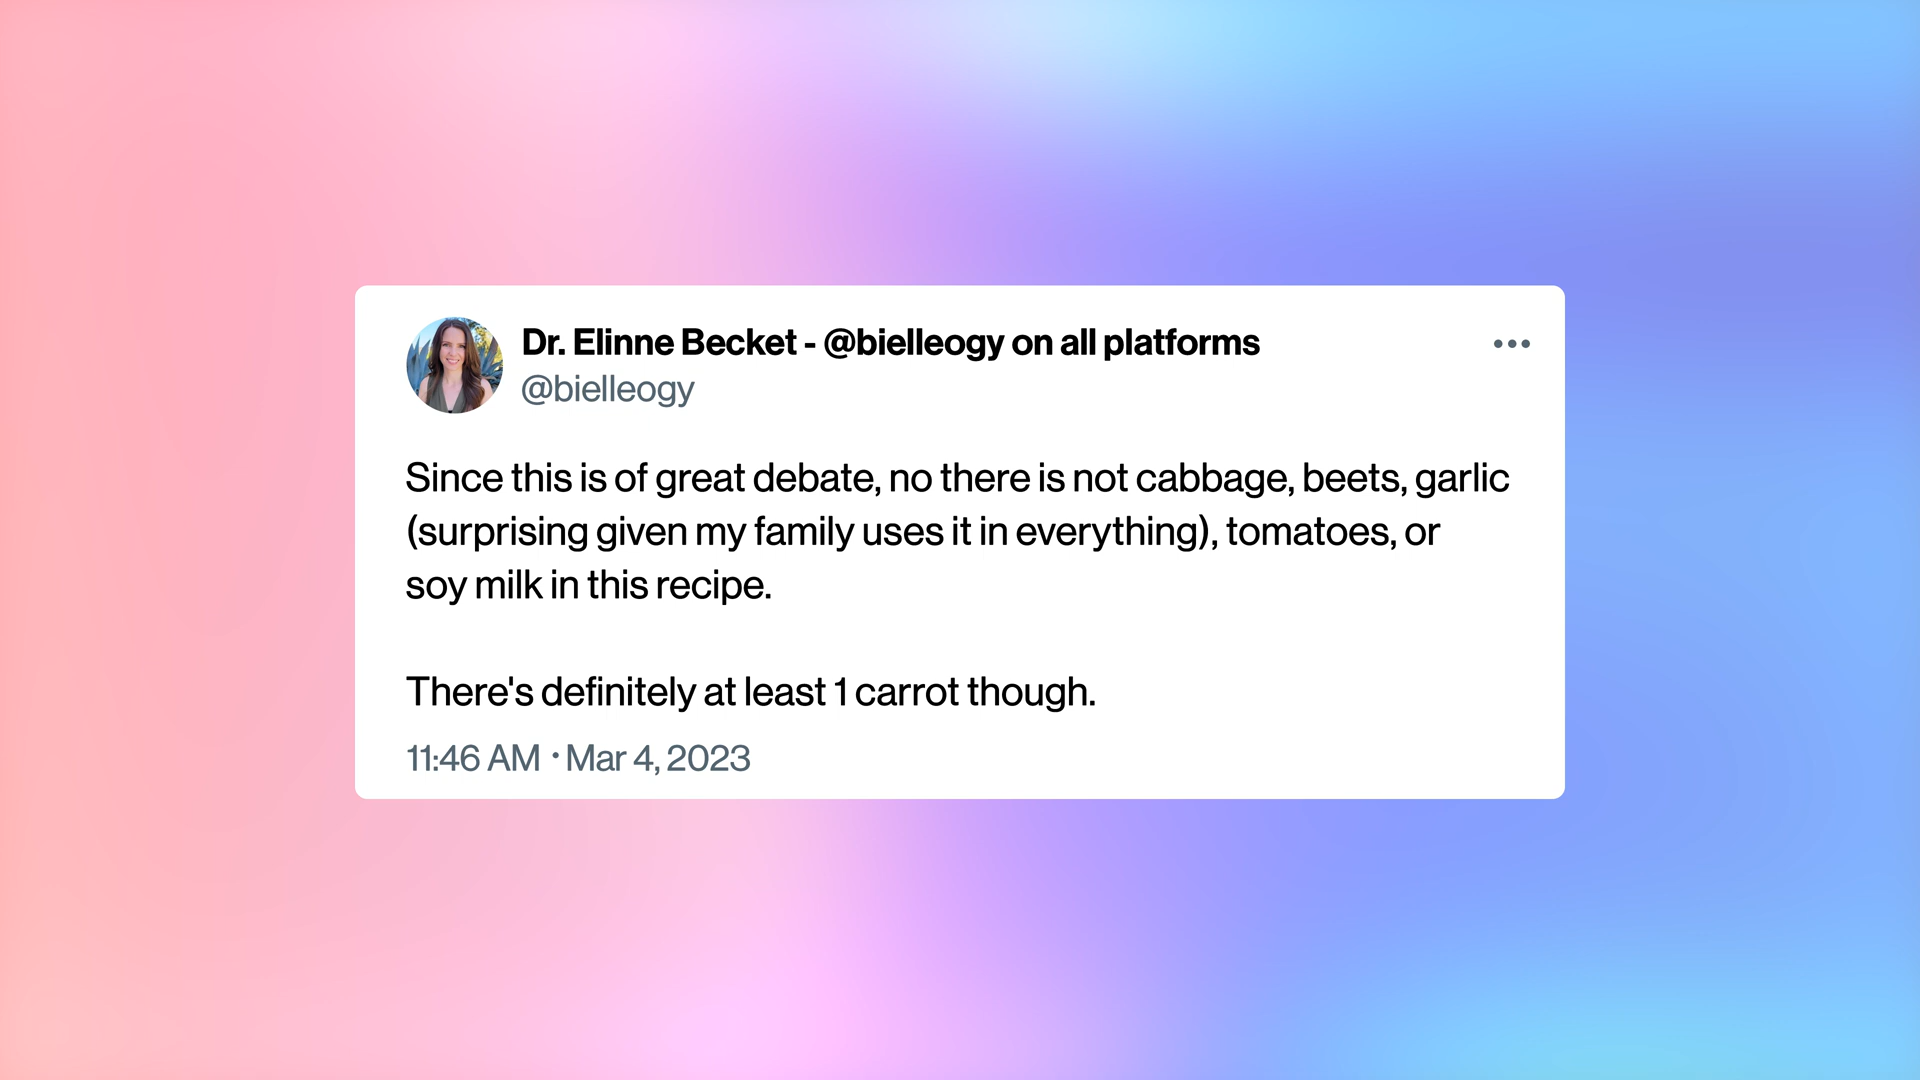 Dr. Elinne Becket - @bielleogy on all platforms
@bielleogy
Since this is of great debate, no there is not cabbage, beets, garlic
(surprising given my family uses it in everything), tomatoes, or
soy milk in this recipe.
There's definitely at least 1 carrot though.
11:46 AM · Mar 4, 2023